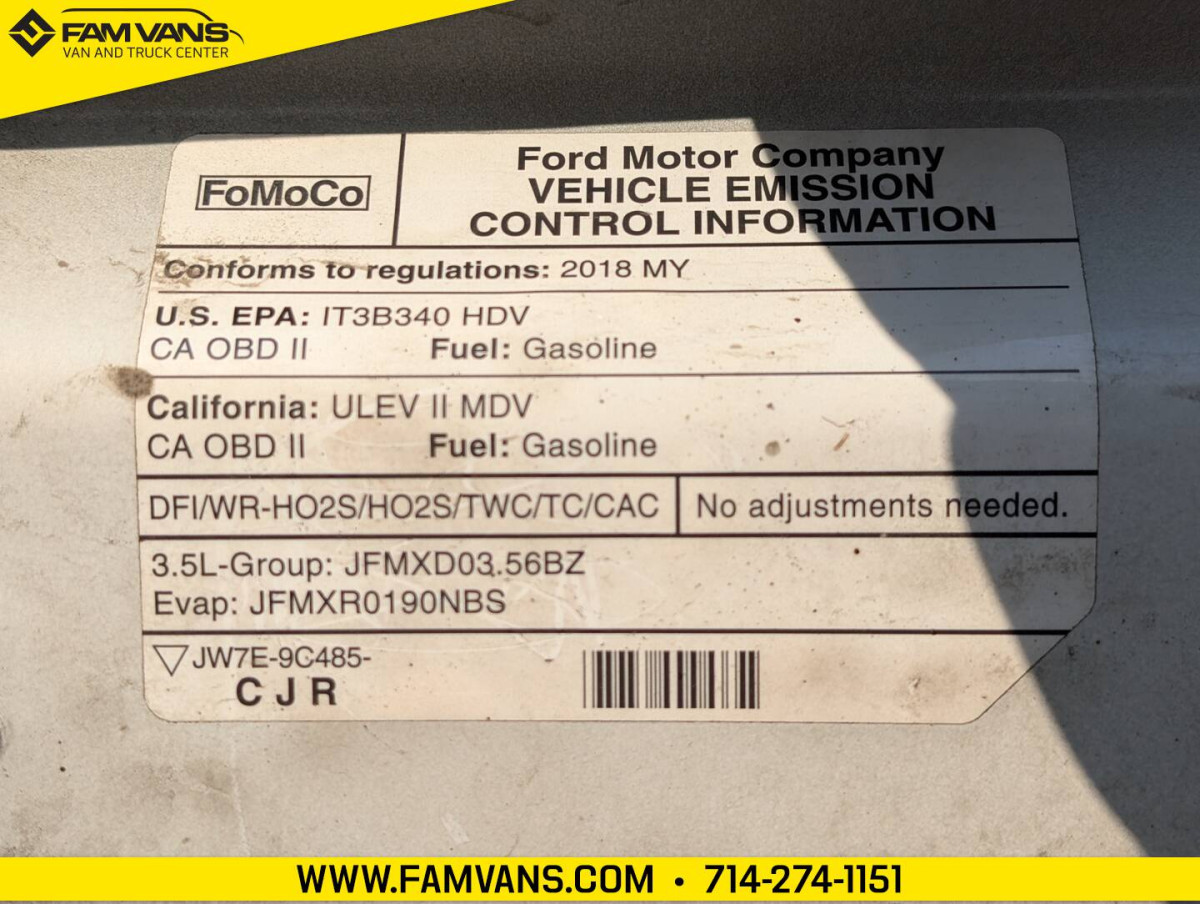 FAM VANS
VAN AND TRUCK CENTER
FoMoCo
Ford Motor Company
VEHICLE EMISSION
CONTROL INFORMATION
Conforms to regulations: 2018 MY
U.S. EPA: IT3B340 HDV
CA OBD II Fuel: Gasoline
California: ULEV II MDV
CA OBD II Fuel: Gasoline
DFI/WR-HO2S/HO2S/TWC/TC/CAC No adjustments needed.
3.5L-Group: JFMXD03.56BZ
Evap: JFMXR0190NBS
JW7E-9C485-
C J R
WWW.FAMVANS.COM • 714-274-1151